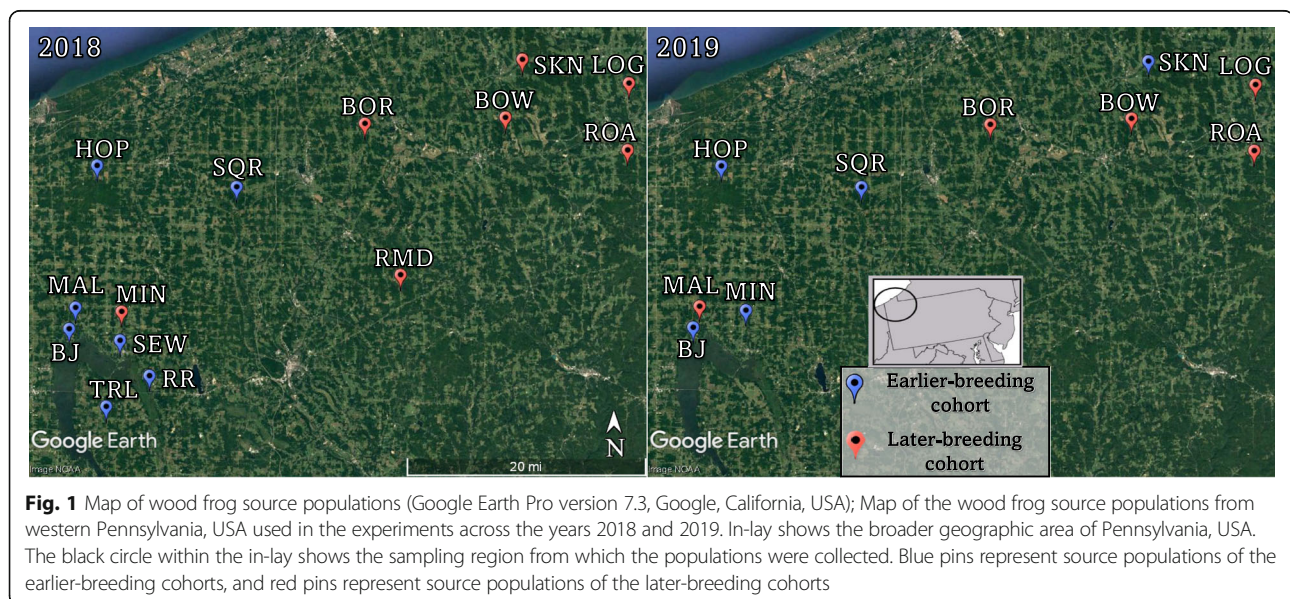 2018
SKN LOG
BOR
BOW
ROA
HOP
SQR
RMD
MAL
MIN
BJ
SEW
RR
TRL
Google Earth
Image NOAA
N
20 mi
2019
SKN
LOG
BOR
BOW
ROA
HOP
SQR
MAL
MIN
BJ
Earlier-breeding
cohort
Later-breeding
cohort
Google Earth
Image NOAA
Fig. 1 Map of wood frog source populations (Google Earth Pro version 7.3, Google, California, USA); Map of the wood frog source populations from
western Pennsylvania, USA used in the experiments across the years 2018 and 2019. In-lay shows the broader geographic area of Pennsylvania, USA.
The black circle within the in-lay shows the sampling region from which the populations were collected. Blue pins represent source populations of the
earlier-breeding cohorts, and red pins represent source populations of the later-breeding cohorts